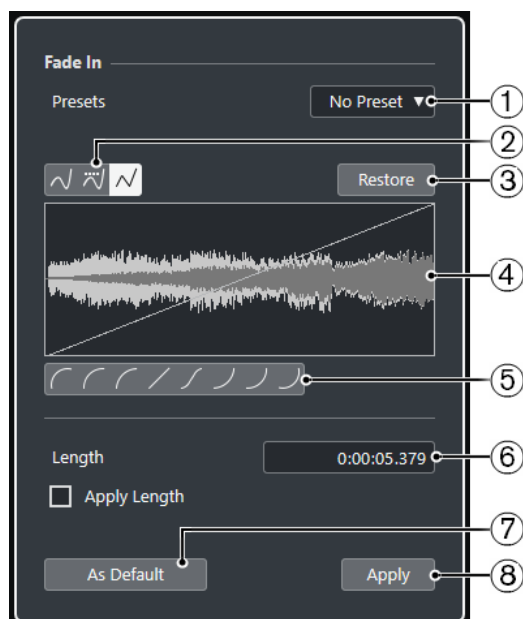 Fade In
Presets No Preset ① 
②
Restore ③
④
⑤
Length 0:00:05.379 ⑥
Apply Length
⑦
As Default Apply ⑧